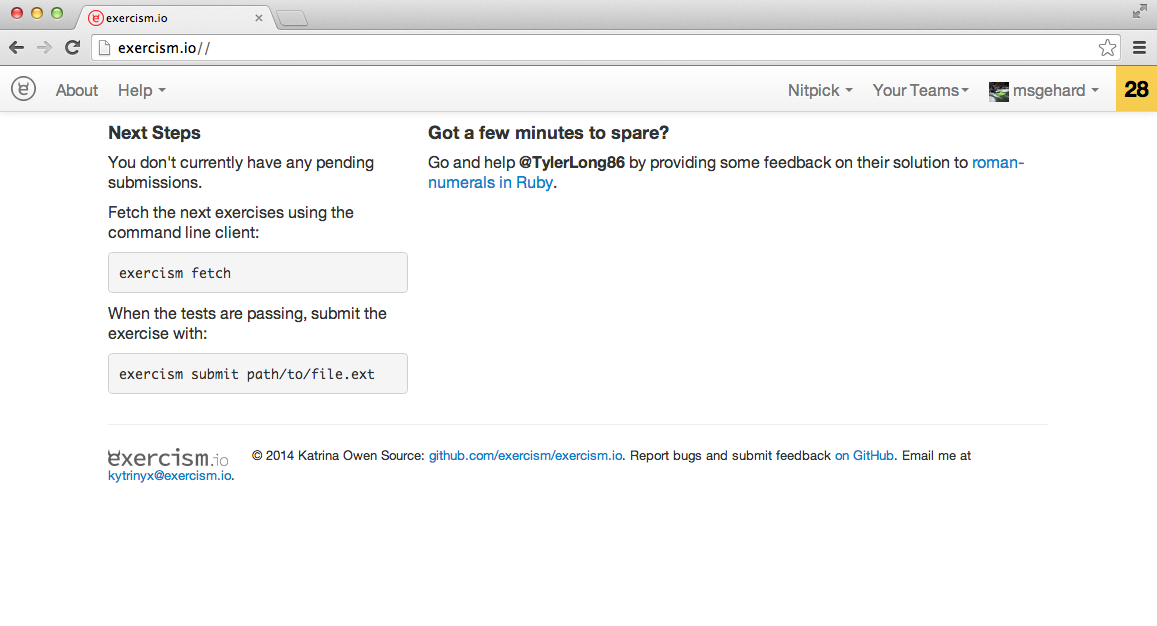 exercism.io
exercism.io//
About Help Nitpick Your Teams msgehard 28
Next Steps
You don't currently have any pending
submissions.
Fetch the next exercises using the
command line client:
exercism fetch
When the tests are passing, submit the
exercise with:
exercism submit path/to/file.ext
Got a few minutes to spare?
Go and help @TylerLong86 by providing some feedback on their solution to roman-
numerals in Ruby.
exercism.io © 2014 Katrina Owen Source: github.com/exercism/exercism.io. Report bugs and submit feedback on GitHub. Email me at
kytrinyx@exercism.io.